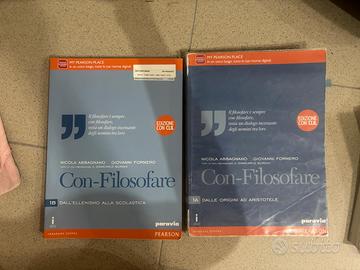 MY PEARSON PLACE
”
Il filosofare è sempre
con-filosofare,
ossia un dialogo incessante
degli uomini tra loro
EDIZIONE
CON CLIL
NICOLA ABBAGNANO GIOVANNI FORNERO
Con-Filosofare
1B DALL'ELLENISMO ALLA SCOLASTICA
paravia
PEARSON
MY PEARSON PLACE
”
Il filosofare è sempre
con-filosofare,
ossia un dialogo incessante
degli uomini tra loro
EDIZIONE
CON CLIL
NICOLA ABBAGNANO GIOVANNI FORNERO
Con-Filosofare
1A DALLE ORIGINI AD ARISTOTELE
paravia
PEARSON
subito.it